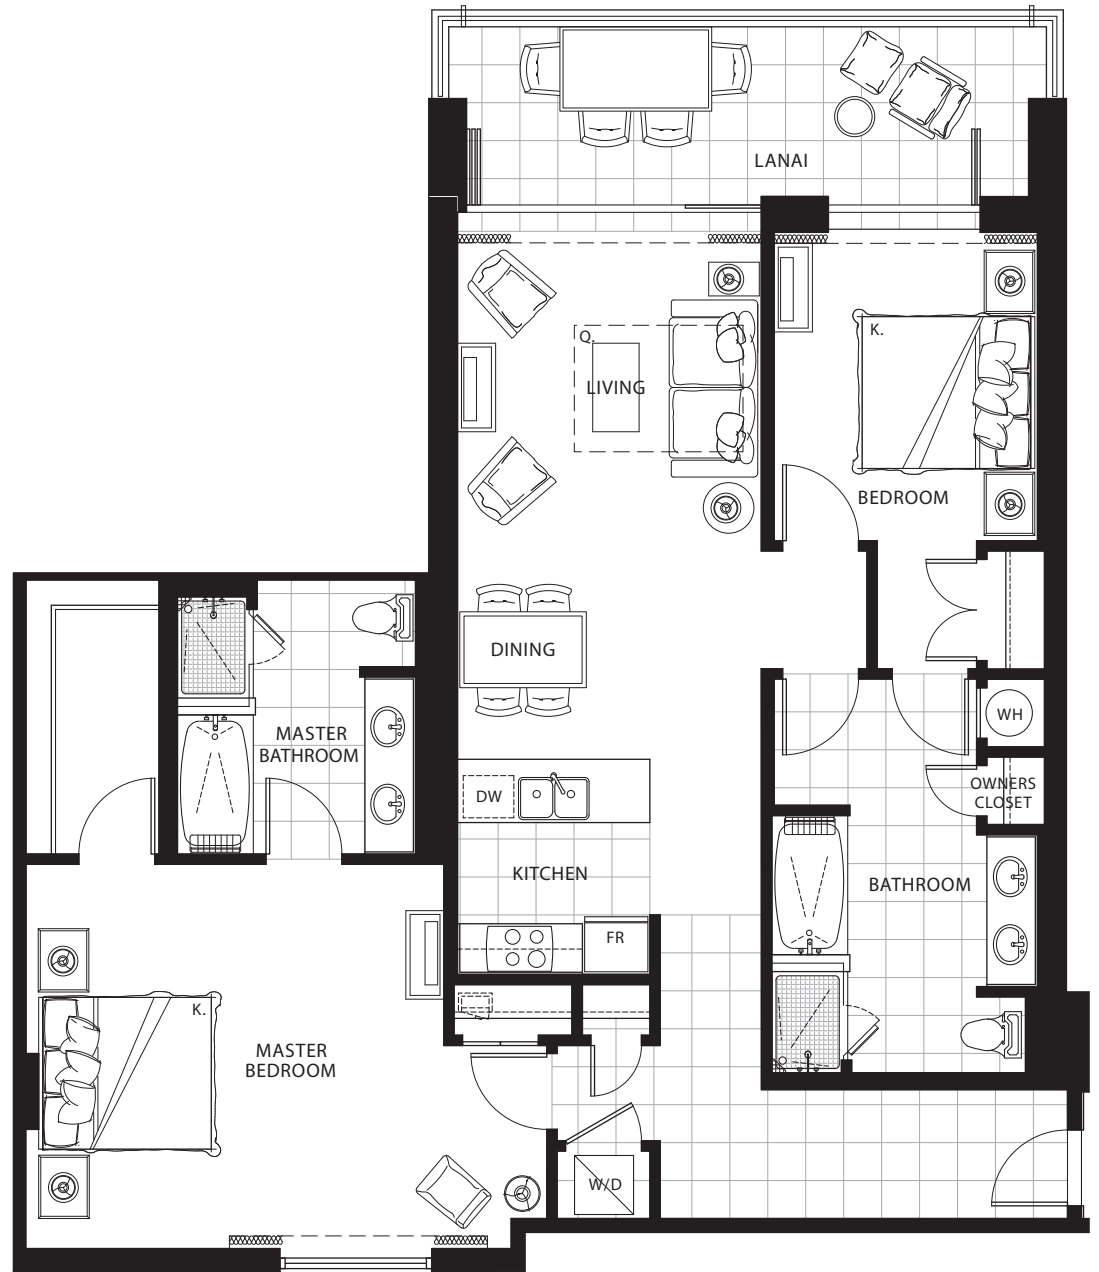 LANAI
Q.
K.
LIVING
BEDROOM
DINING
WH
MASTER
BATHROOM
OWNERS
CLOSET
DW
KITCHEN
BATHROOM
FR
K.
MASTER
BEDROOM
W/D